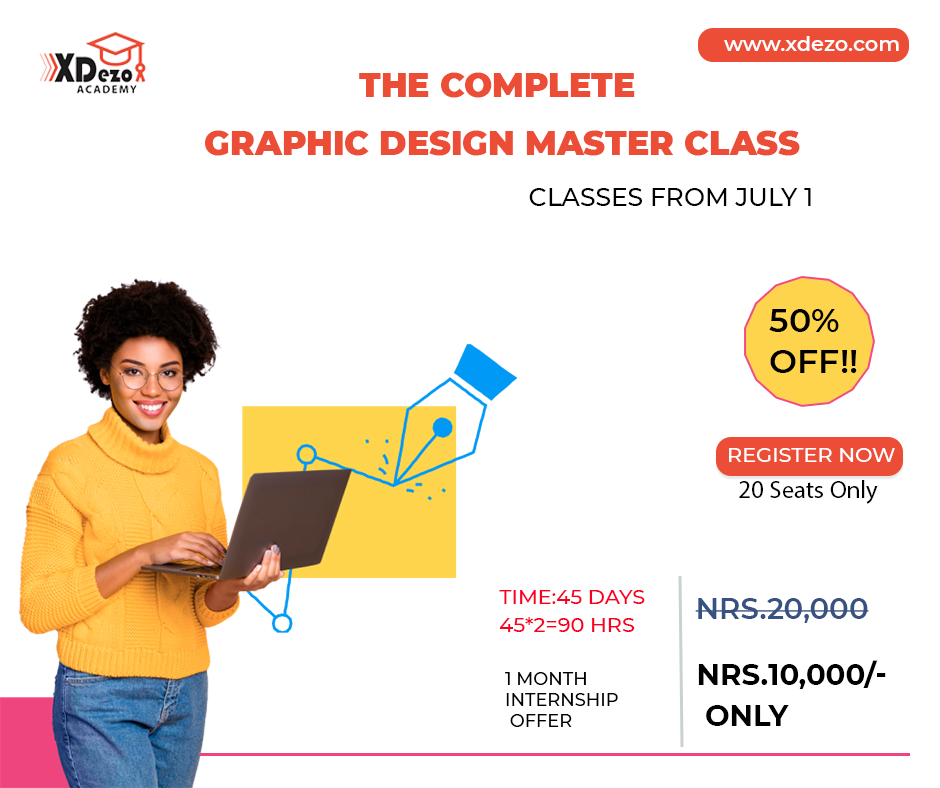 XDezo
ACADEMY
www.xdezo.com
THE COMPLETE
GRAPHIC DESIGN MASTER CLASS
CLASSES FROM JULY 1
50%
OFF!!
REGISTER NOW
20 Seats Only
TIME:45 DAYS
45*2=90 HRS
1 MONTH
INTERNSHIP
OFFER
NRS.20,000
NRS.10,000/-
ONLY